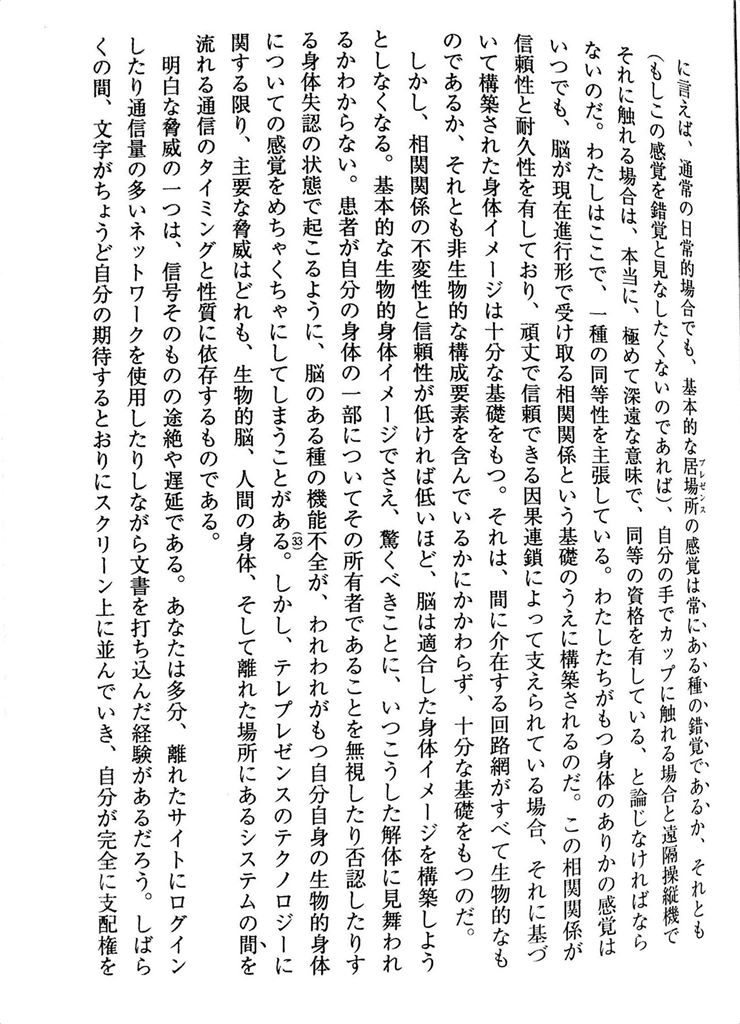 に言えば、通常の日常的場合でも、基本的な居場所プレゼンスの感覚は常にある種の錯覚であるか、それとも
（もしこの感覚を錯覚と見なしたくないのであれば）、自分の手でカップに触れる場合と遠隔操縦機で
それに触れる場合は、本当に、極めて深遠な意味で、同等の資格を有している、と論じなければなら
ないのだ。わたしはここで、一種の同等性を主張している。わたしたちがもつ身体のありかの感覚は
いつでも、脳が現在進行形で受け取る相関関係という基礎のうえに構築されるのだ。この相関関係が
信頼性と耐久性を有しており、頑丈で信頼できる因果連鎖によって支えられている場合、それに基づ
いて構築された身体イメージは十分な基礎をもつ。それは、間に介在する回路網がすべて生物的なも
のであるか、それとも非生物的な構成要素を含んでいるかにかかわらず、十分な基礎をもつのだ。
しかし、相関関係の不変性と信頼性が低ければ低いほど、脳は適合した身体イメージを構築しよう
としなくなる。基本的な生物的身体イメージでさえ、驚くべきことに、いつこうした解体に見舞われ
るかわからない。患者が自分の身体の一部についてその所有者であることを無視したり否認したりす
る身体失認の状態で起こるように、脳のある種の機能不全が、われわれがもつ自分自身の生物的身体
についての感覚をめちゃくちゃにしてしまうことがある(33)。しかし、テレプレゼンスのテクノロジーに
関する限り、主要な脅威はどれも、生物的脳、人間の身体、そして離れた場所にあるシステムの間を
流れる通信のタイミングと性質に依存するものである。
明白な脅威の一つは、信号そのものの途絶や遅延である。あなたは多分、離れたサイトにログイン
したり通信量の多いネットワークを使用したりしながら文書を打ち込んだ経験があるだろう。しばら
くの間、文字がちょうど自分の期待するとおりにスクリーン上に並んでいき、自分が完全に支配権を